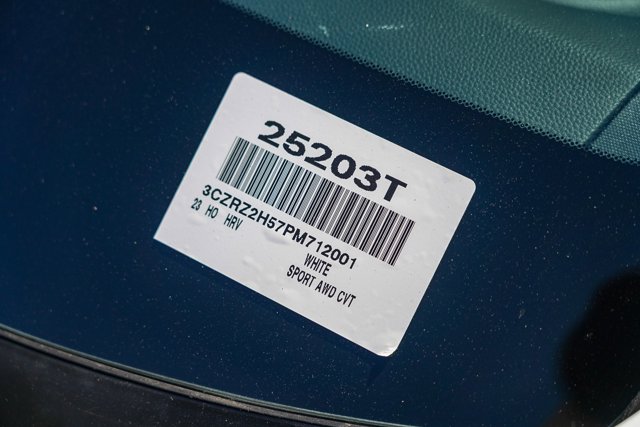 25203T
3CZRZ2H57PM712001
23 HO HRV
WHITE
SPORT AWD CVT